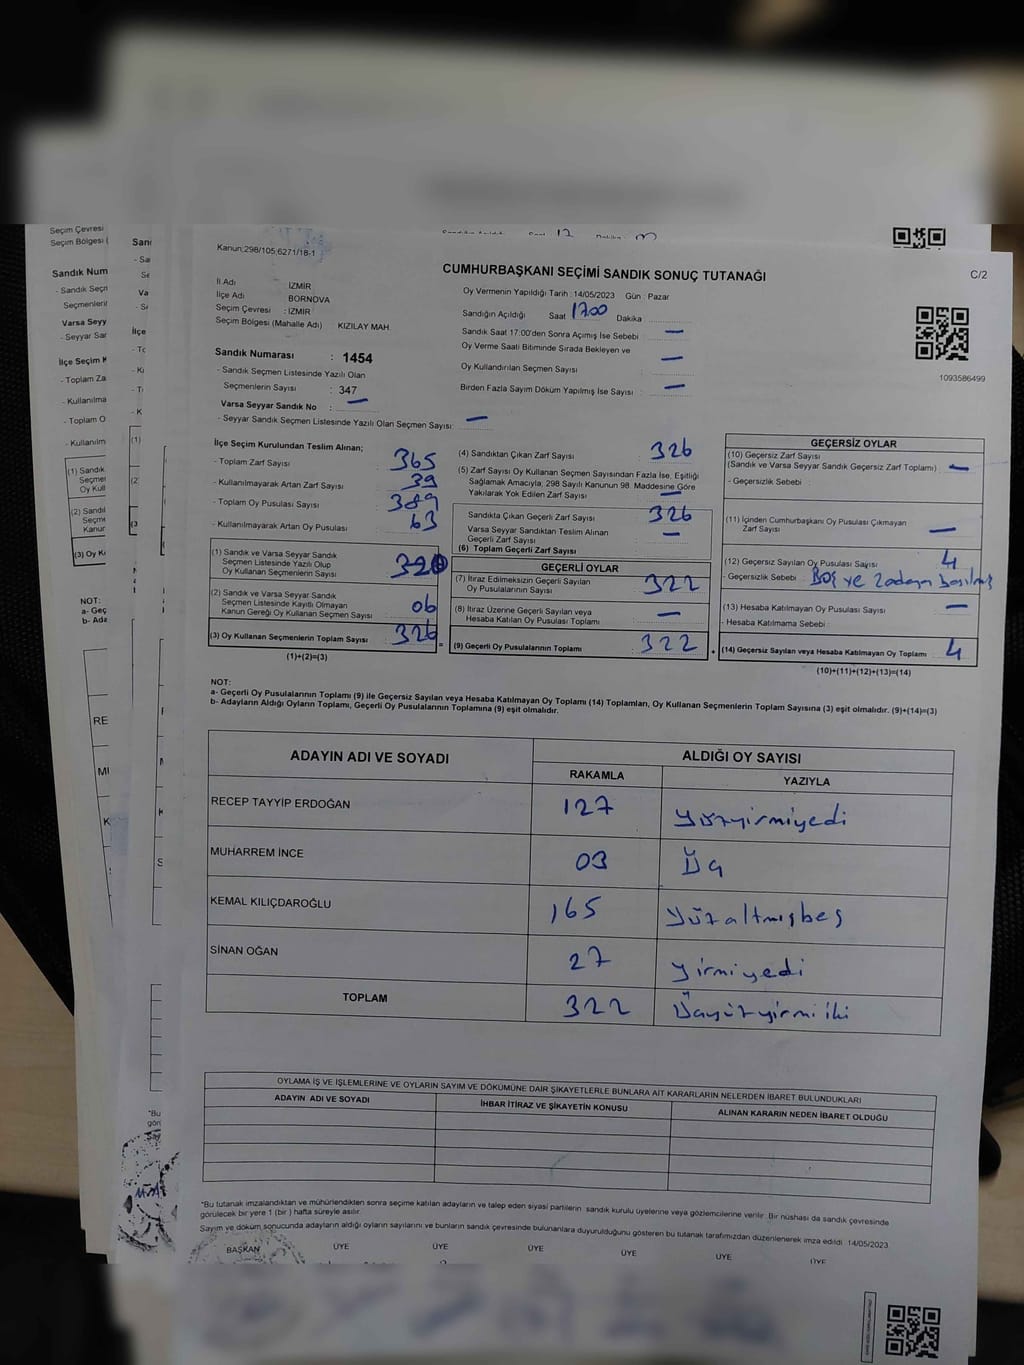 Kanun:298/105,6271/18-1
CUMHURBAŞKANI SEÇİMİ SANDIK SONUÇ TUTANAĞI
C/2
İl Adı : İZMİR
İlçe Adı BORNOVA
Seçim Çevresi : İZMİR
Seçim Bölgesi (Mahalle Adı) KIZILAY MAH.
Oy Vermenin Yapıldığı Tarih : 14/05/2023 Gün : Pazar
Sandığın Açıldığı Saat 1700 Dakika
Sandık Saat 17:00'den Sonra Açmış İse Sebebi —
Oy Verme Saati Bitiminde Sırada Bekleyen ve
Oy Kullandırılan Seçmen Sayısı —
Birden Fazla Sayım Döküm Yapılmış İse Sayısı —
1093586499
Sandık Numarası : 1454
- Sandık Seçmen Listesinde Yazılı Olan
Seçmenlerin Sayısı : 347
Varsa Seyyar Sandık No : —
- Seyyar Sandık Seçmen Listesinde Yazılı Olan Seçmen Sayısı: —
İlçe Seçim Kurulundan Teslim Alınan;
- Toplam Zarf Sayısı 365
- Kullanılmayarak Artan Zarf Sayısı 39
- Toplam Oy Pusulası Sayısı 389
- Kullanılmayarak Artan Oy Pusulası 63
(1) Sandık ve Varsa Seyyar Sandık
Seçmen Listesinde Yazılı Olup
Oy Kullanan Seçmenlerin Sayısı 320
(2) Sandık ve Varsa Seyyar Sandık
Seçmen Listesinde Kayıtlı Olmayan
Kanun Gereği Oy Kullanan Seçmen Sayısı 06
(3) Oy Kullanan Seçmenlerin Toplam Sayısı 326
(1)+(2)=(3)
(4) Sandıktan Çıkan Zarf Sayısı 326
(5) Zarf Sayısı Oy Kullanan Seçmen Sayısından Fazla İse, Eşitliği
Sağlamak Amacıyla, 298 Sayılı Kanunun 98. Maddesine Göre
Yakılarak Yok Edilen Zarf Sayısı —
Sandıkta Çıkan Geçerli Zarf Sayısı 326
Varsa Seyyar Sandıktan Teslim Alınan
Geçerli Zarf Sayısı —
(6) Toplam Geçerli Zarf Sayısı
GEÇERLİ OYLAR
(7) İtiraz Edilmeksizin Geçerli Sayılan
Oy Pusulalarının Sayısı 322
(8) İtiraz Üzerine Geçerli Sayılan veya
Hesaba Katılan Oy Pusulası Toplamı —
(9) Geçerli Oy Pusulalarının Toplamı 322
GEÇERSİZ OYLAR
(10) Geçersiz Zarf Sayısı
(Sandık ve Varsa Seyyar Sandık Geçersiz Zarf Toplamı) —
- Geçersizlik Sebebi :
(11) İçinden Cumhurbaşkanı Oy Pusulası Çıkmayan
Zarf Sayısı —
(12) Geçersiz Sayılan Oy Pusulası Sayısı 4
- Geçersizlik Sebebi Boş ve 2 adaya basılmış
(13) Hesaba Katılmayan Oy Pusulası Sayısı —
- Hesaba Katılmama Sebebi :
(14) Geçersiz Sayılan veya Hesaba Katılmayan Oy Toplamı 4
(10)+(11)+(12)+(13)=(14)
NOT:
a- Geçerli Oy Pusulalarının Toplamı (9) ile Geçersiz Sayılan veya Hesaba Katılmayan Oy Toplamı (14) Toplamları, Oy Kullanan Seçmenlerin Toplam Sayısına (3) eşit olmalıdır. (9)+(14)=(3)
b- Adayların Aldığı Oyların Toplamı, Geçerli Oy Pusulalarının Toplamına (9) eşit olmalıdır.
ADAYIN ADI VE SOYADI ALDIĞI OY SAYISI
RAKAMLA YAZIYLA
RECEP TAYYİP ERDOĞAN 127 Yüzyirmiyedi
MUHARREM İNCE 03 Üç
KEMAL KILIÇDAROĞLU 165 Yüzaltmışbeş
SİNAN OĞAN 27 Yirmiyedi
TOPLAM 322 Üçyüzyirmiiki
OYLAMA İŞ VE İŞLEMLERİNE VE OYLARIN SAYIM VE DÖKÜMÜNE DAİR ŞİKAYETLERLE BUNLARA AİT KARARLARIN NELERDEN İBARET BULUNDUKLARI
ADAYIN ADI VE SOYADI İHBAR İTİRAZ VE ŞİKAYETİN KONUSU ALINAN KARARIN NEDEN İBARET OLDUĞU
*Bu tutanak imzalandıktan ve mühürlendikten sonra seçime katılan adayların ve talep eden siyasi partilerin sandık kurulu üyelerine veya gözlemcilerine verilir. Bir nüshası da sandık çevresinde
görülecek bir yere 1 (bir ) hafta süreyle asılır.
Sayım ve döküm sonucunda adayların aldığı oyların sayılarını ve bunların sandık çevresinde bulunanlara duyurulduğunu gösteren bu tutanak tarafımızdan düzenlenerek imza edildi. 14/05/2023
BAŞKAN ÜYE ÜYE ÜYE ÜYE ÜYE ÜYE